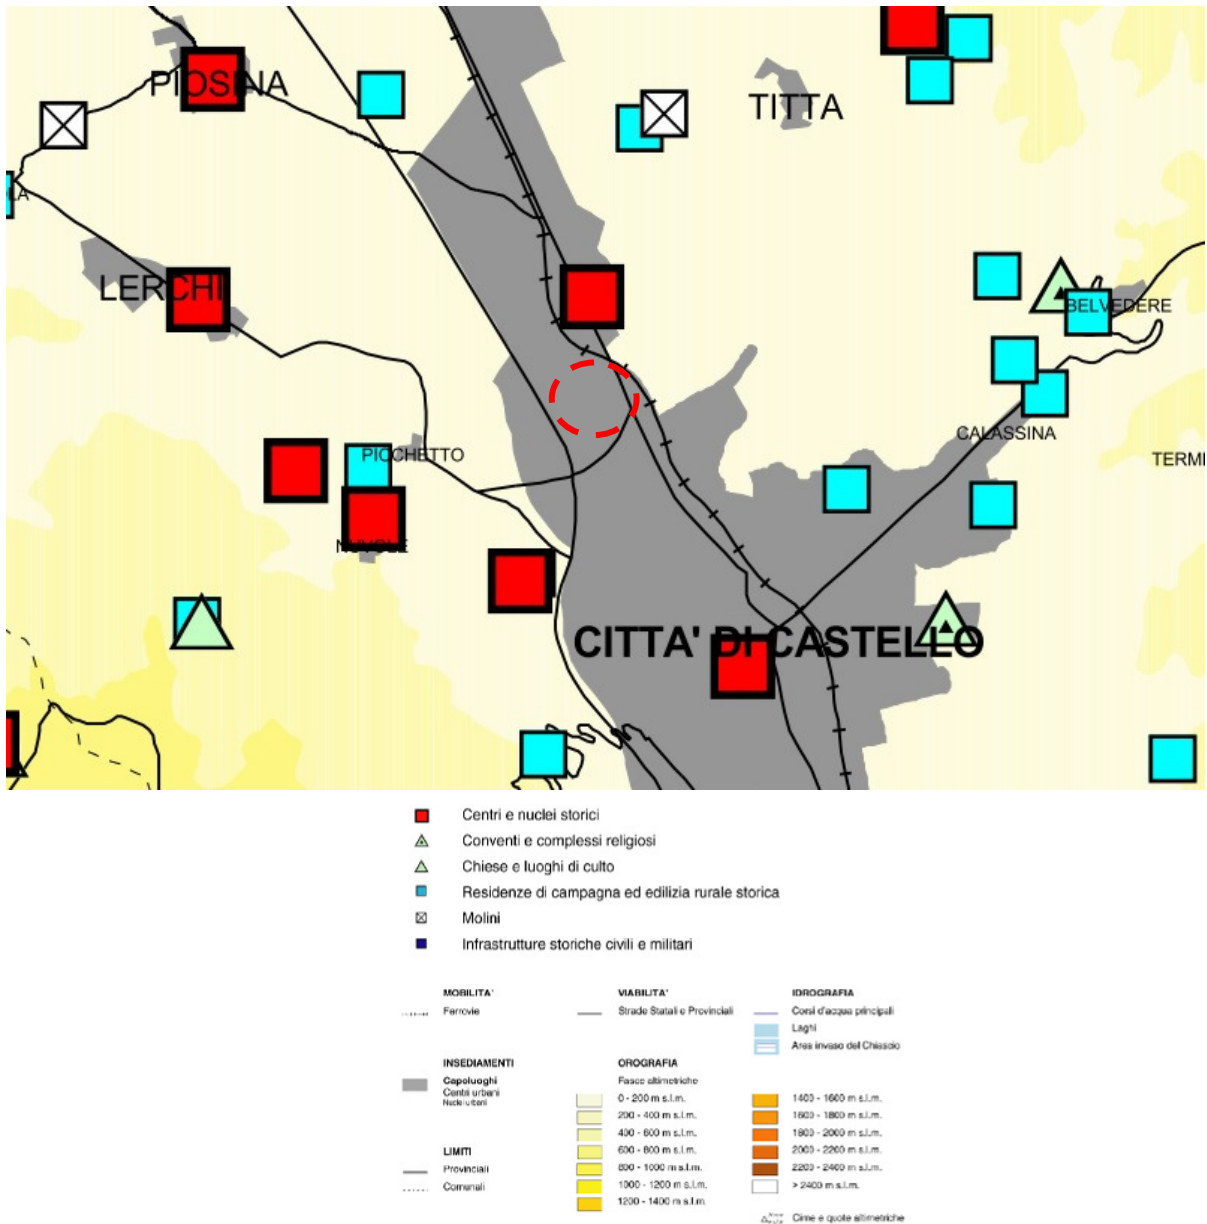 PIOSINA
TITTA
LA
LERCHI
BELVEDERE
CALASSINA
PICCHETTO
TERMI
NUVOLE
CITTA' DI CASTELLO
Centri e nuclei storici
Conventi e complessi religiosi
Chiese e luoghi di culto
Residenze di campagna ed edilizia rurale storica
Molini
Infrastrutture storiche civili e militari
MOBILITA'
Ferrovie
VIABILITA'
Strade Statali e Provinciali
IDROGRAFIA
Corsi d'acqua principali
Laghi
Area invaso del Chiascio
INSEDIAMENTI
Capoluoghi
Centri urbani
Nuclei urbani
OROGRAFIA
Fasce altimetriche
0 - 200 m s.l.m.
200 - 400 m s.l.m.
400 - 600 m s.l.m.
600 - 800 m s.l.m.
800 - 1000 m s.l.m.
1000 - 1200 m s.l.m.
1200 - 1400 m s.l.m.
1400 - 1600 m s.l.m.
1600 - 1800 m s.l.m.
1800 - 2000 m s.l.m.
2000 - 2200 m s.l.m.
2200 - 2400 m s.l.m.
> 2400 m s.l.m.
LIMITI
Provinciali
Comunali
Cime e quote altimetriche